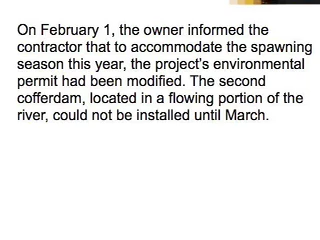 On February 1, the owner informed the
contractor that to accommodate the spawning
season this year, the project's environmental
permit had been modified. The second
cofferdam, located in a flowing portion of the
river, could not be installed until March.